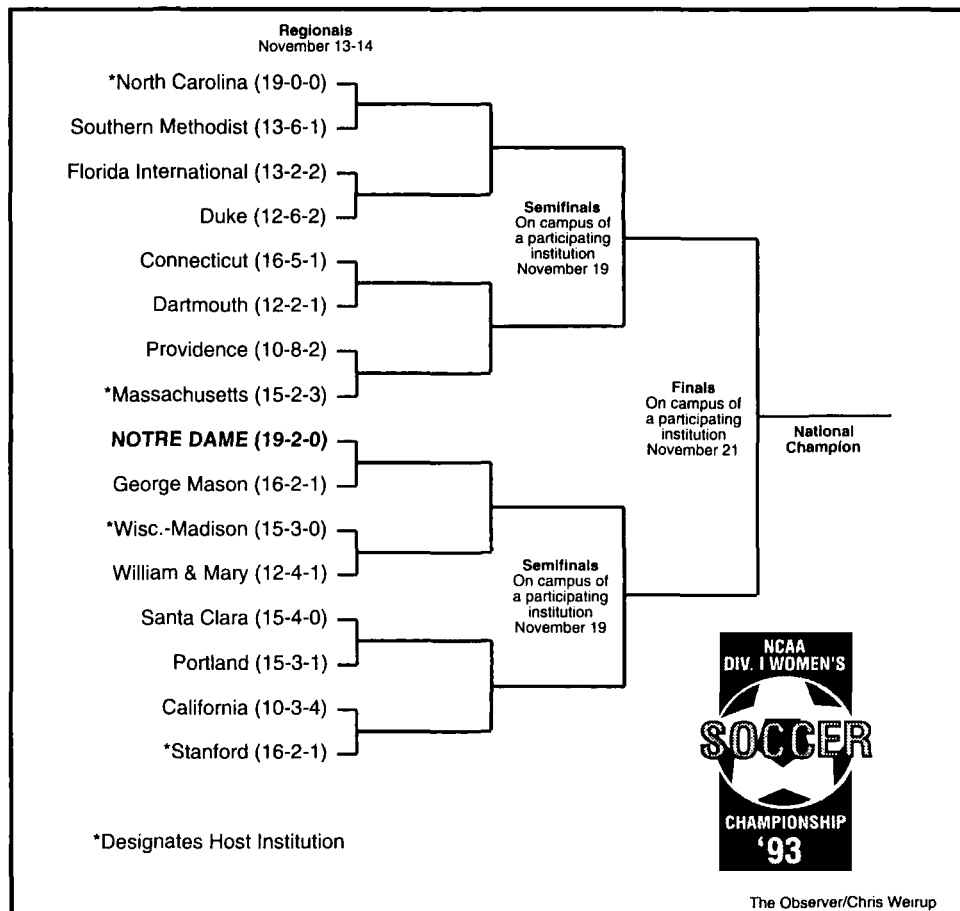 Regionals
November 13-14
*North Carolina (19-0-0)
Southern Methodist (13-6-1)
Florida International (13-2-2)
Duke (12-6-2)
Connecticut (16-5-1)
Dartmouth (12-2-1)
Providence (10-8-2)
*Massachusetts (15-2-3)
NOTRE DAME (19-2-0)
George Mason (16-2-1)
*Wisc.-Madison (15-3-0)
William & Mary (12-4-1)
Santa Clara (15-4-0)
Portland (15-3-1)
California (10-3-4)
*Stanford (16-2-1)
Semifinals
On campus of
a participating
institution
November 19
Semifinals
On campus of
a participating
institution
November 19
Finals
On campus of
a participating
institution
November 21
National
Champion
NCAA
DIV. I WOMEN'S
SOCCER
CHAMPIONSHIP
'93
*Designates Host Institution
The Observer/Chris Weirup